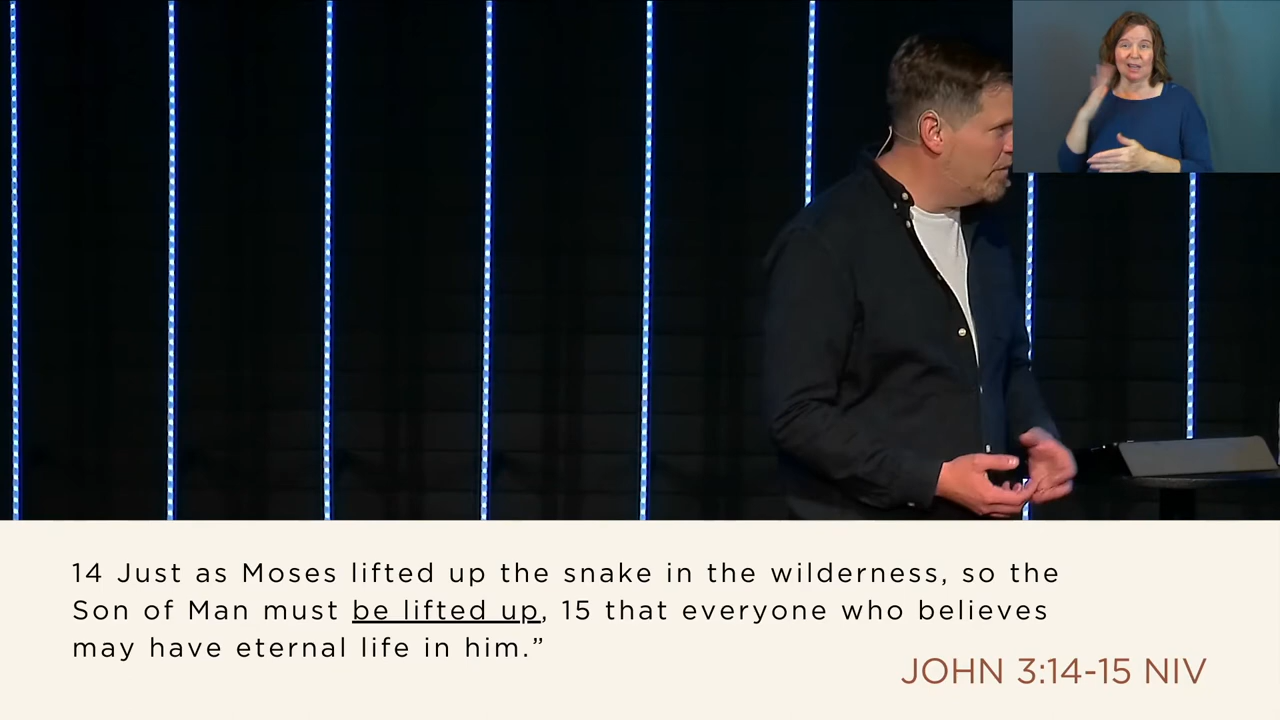 14 Just as Moses lifted up the snake in the wilderness, so the
Son of Man must be lifted up, 15 that everyone who believes
may have eternal life in him.”
JOHN 3:14-15 NIV